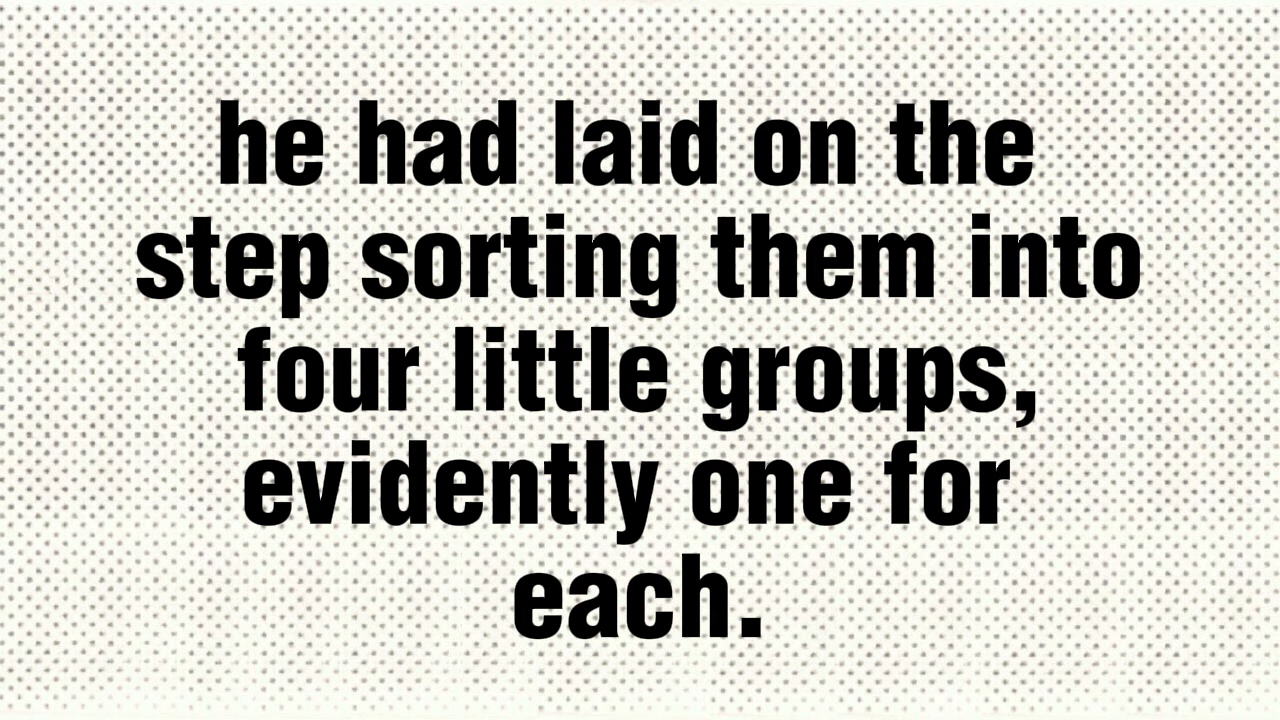 he had laid on the
step sorting them into
four little groups,
evidently one for
each.